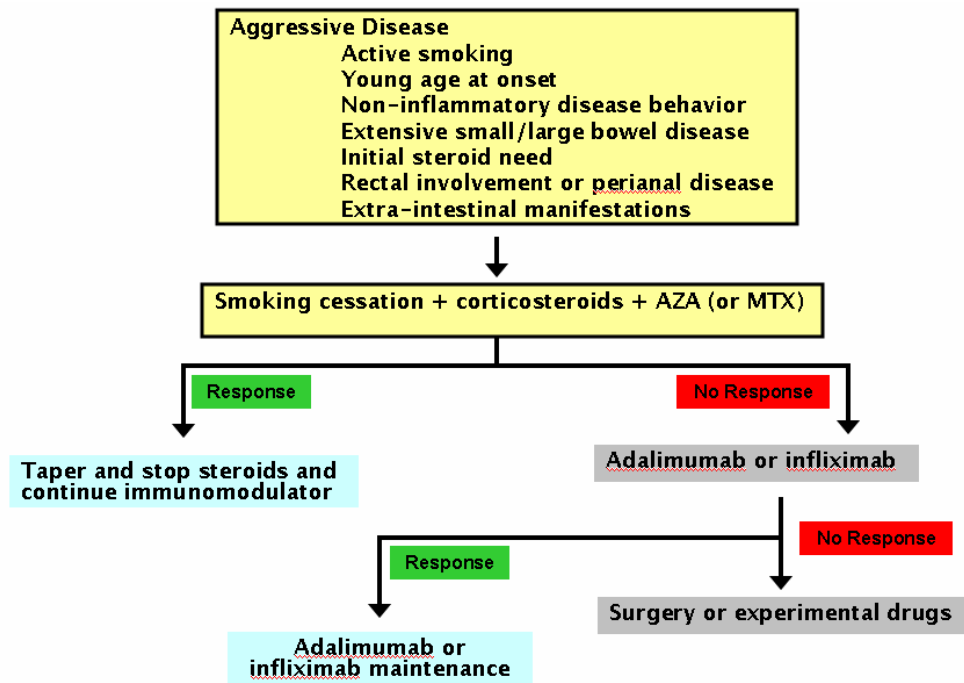 Aggressive Disease
Active smoking
Young age at onset
Non-inflammatory disease behavior
Extensive small/large bowel disease
Initial steroid need
Rectal involvement or perianal disease
Extra-intestinal manifestations
Smoking cessation + corticosteroids + AZA (or MTX)
Response
No Response
Taper and stop steroids and
continue immunomodulator
Adalimumab or infliximab
Response
No Response
Surgery or experimental drugs
Adalimumab or
infliximab maintenance